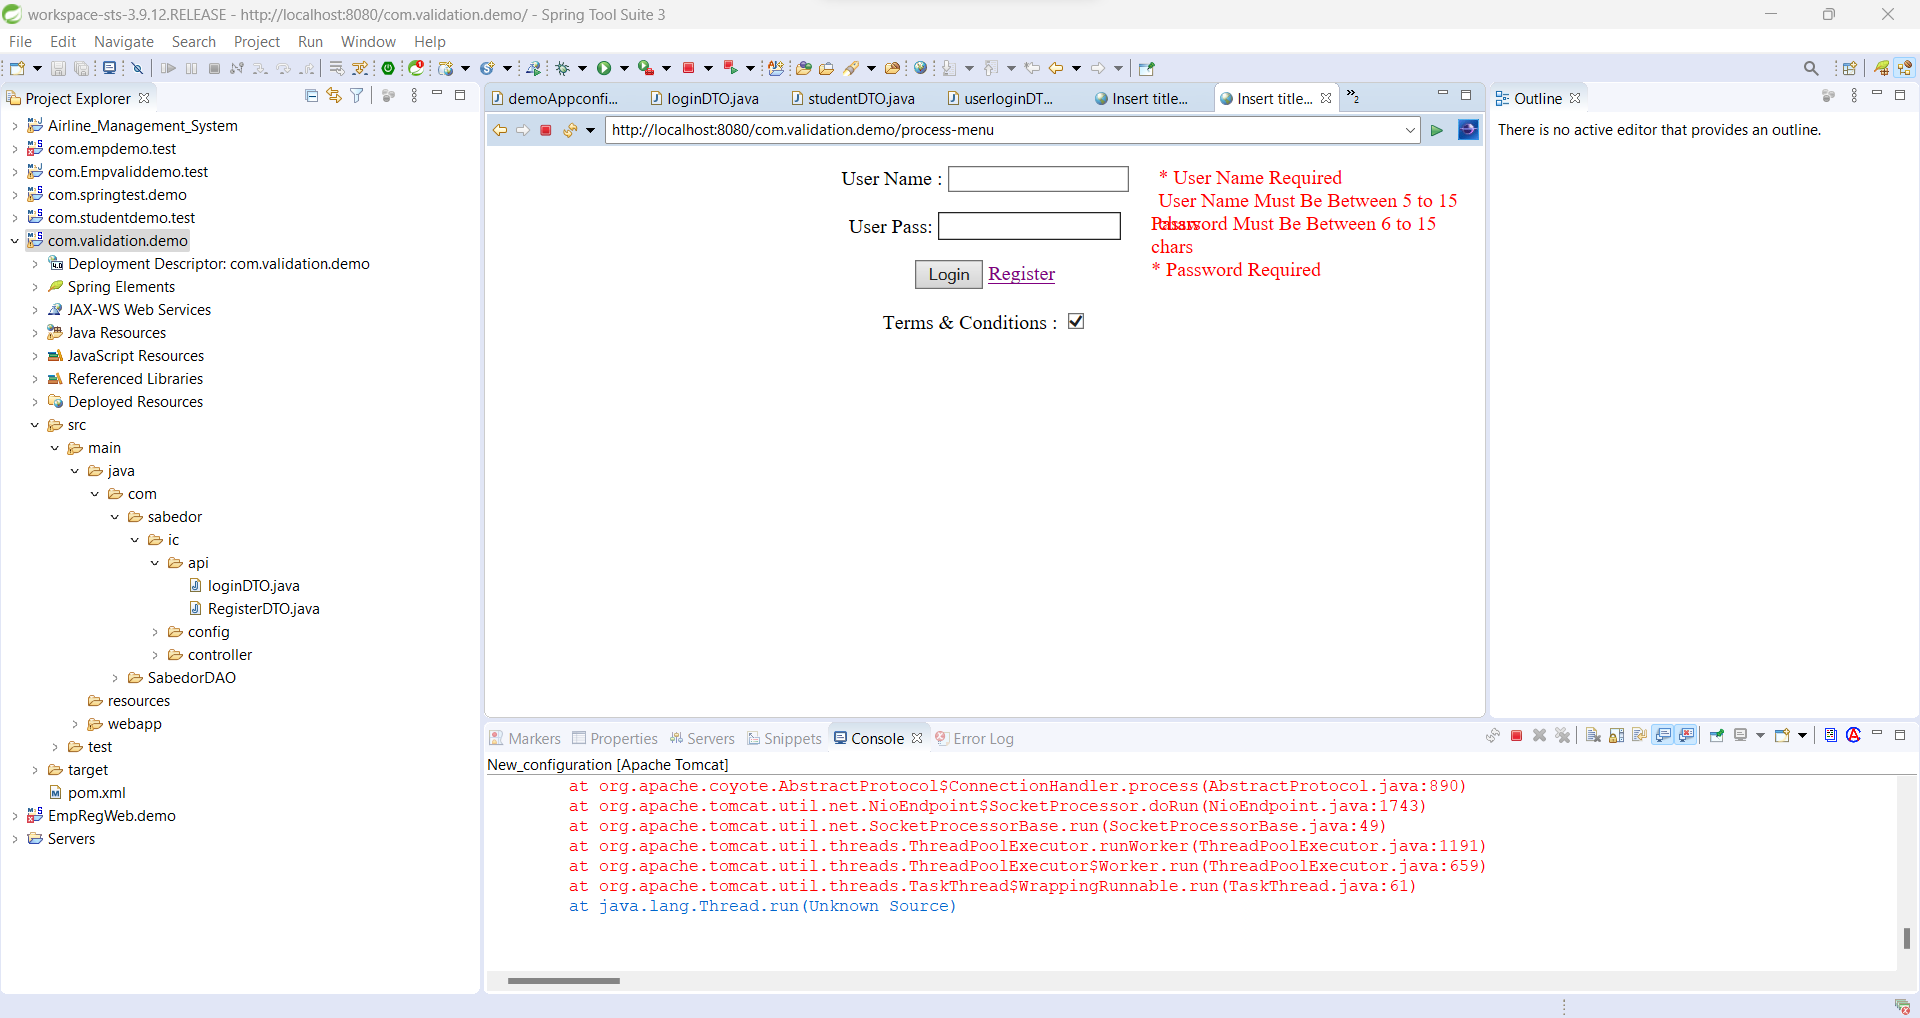 workspace-sts-3.9.12.RELEASE - http://localhost:8080/com.validation.demo/ - Spring Tool Suite 3
File Edit Navigate Search Project Run Window Help
Project Explorer
Airline_Management_System
com.empdemo.test
com.Empvaliddemo.test
com.springtest.demo
com.studentdemo.test
com.validation.demo
Deployment Descriptor: com.validation.demo
Spring Elements
JAX-WS Web Services
Java Resources
JavaScript Resources
Referenced Libraries
Deployed Resources
src
main
java
com
sabedor
ic
api
loginDTO.java
RegisterDTO.java
config
controller
SabedorDAO
resources
webapp
test
target
pom.xml
EmpRegWeb.demo
Servers
demoAppconfi... loginDTO.java studentDTO.java userloginDT... Insert title... Insert title... »2
http://localhost:8080/com.validation.demo/process-menu
User Name :
* User Name Required
User Name Must Be Between 5 to 15
chars
User Pass:
Password Must Be Between 6 to 15
chars
* Password Required
Login Register
Terms & Conditions :
Outline
There is no active editor that provides an outline.
Markers Properties Servers Snippets Console Error Log
New_configuration [Apache Tomcat]
at org.apache.coyote.AbstractProtocol$ConnectionHandler.process(AbstractProtocol.java:890)
at org.apache.tomcat.util.net.NioEndpoint$SocketProcessor.doRun(NioEndpoint.java:1743)
at org.apache.tomcat.util.net.SocketProcessorBase.run(SocketProcessorBase.java:49)
at org.apache.tomcat.util.threads.ThreadPoolExecutor.runWorker(ThreadPoolExecutor.java:1191)
at org.apache.tomcat.util.threads.ThreadPoolExecutor$Worker.run(ThreadPoolExecutor.java:659)
at org.apache.tomcat.util.threads.TaskThread$WrappingRunnable.run(TaskThread.java:61)
at java.lang.Thread.run(Unknown Source)